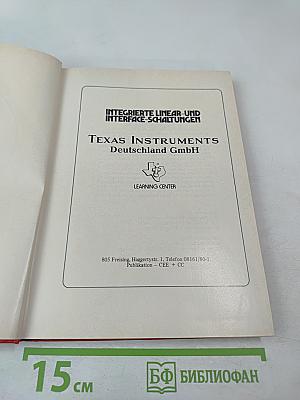 INTEGRIERTE LINEAR-UND
INTERFACE-SCHALTUNGEN
TEXAS INSTRUMENTS
Deutschland GmbH
LEARNING CENTER
805 Freising, Haggertystr. 1, Telefon 08161/80-1
Publikation – CEE + CC
15 см
БФ БИБЛИОФАН